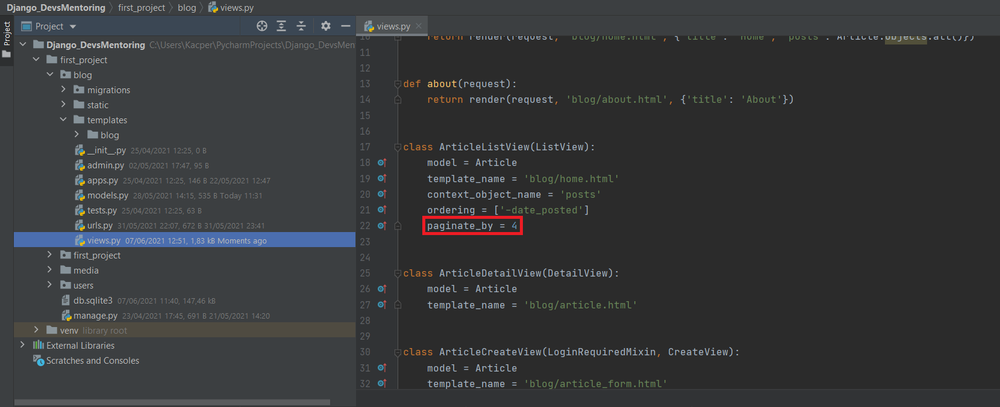 Django_DevsMentoring first_project blog views.py
Project
Project
views.py
Django_DevsMentoring C:\Users\Kacper\PycharmProjects\Django_DevsMen
first_project
blog
migrations
static
templates
blog
__init__.py 25/04/2021 12:25, 0 B
admin.py 02/05/2021 17:47, 95 B
apps.py 25/04/2021 12:25, 146 B 22/05/2021 12:47
models.py 28/05/2021 14:15, 535 B Today 11:31
tests.py 25/04/2021 12:25, 63 B
urls.py 31/05/2021 22:07, 672 B 31/05/2021 23:41
views.py 07/06/2021 12:51, 1,83 kB Moments ago
first_project
media
users
db.sqlite3 07/06/2021 11:40, 147,46 kB
manage.py 23/04/2021 17:45, 691 B 21/05/2021 14:20
venv library root
External Libraries
Scratches and Consoles
10 return render(request, 'blog/home.html', {'title': 'Home', 'posts': Article.objects.all()})
11
12
13 def about(request):
14 return render(request, 'blog/about.html', {'title': 'About'})
15
16
17 class ArticleListView(ListView):
18 model = Article
19 template_name = 'blog/home.html'
20 context_object_name = 'posts'
21 ordering = ['-date_posted']
22 paginate_by = 4
23
24
25 class ArticleDetailView(DetailView):
26 model = Article
27 template_name = 'blog/article.html'
28
29
30 class ArticleCreateView(LoginRequiredMixin, CreateView):
31 model = Article
32 template_name = 'blog/article_form.html'